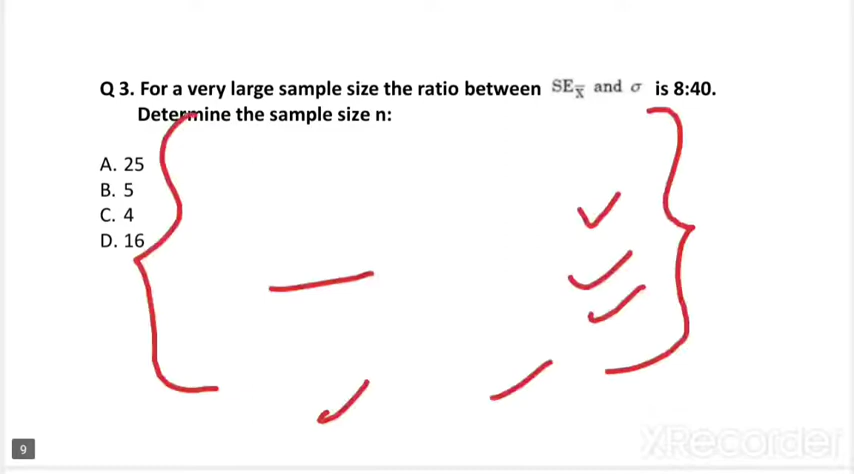 Q 3. For a very large sample size the ratio between SE_x̅ and σ is 8:40.
Determine the sample size n:
A. 25
B. 5
C. 4
D. 16
9
XRecorder